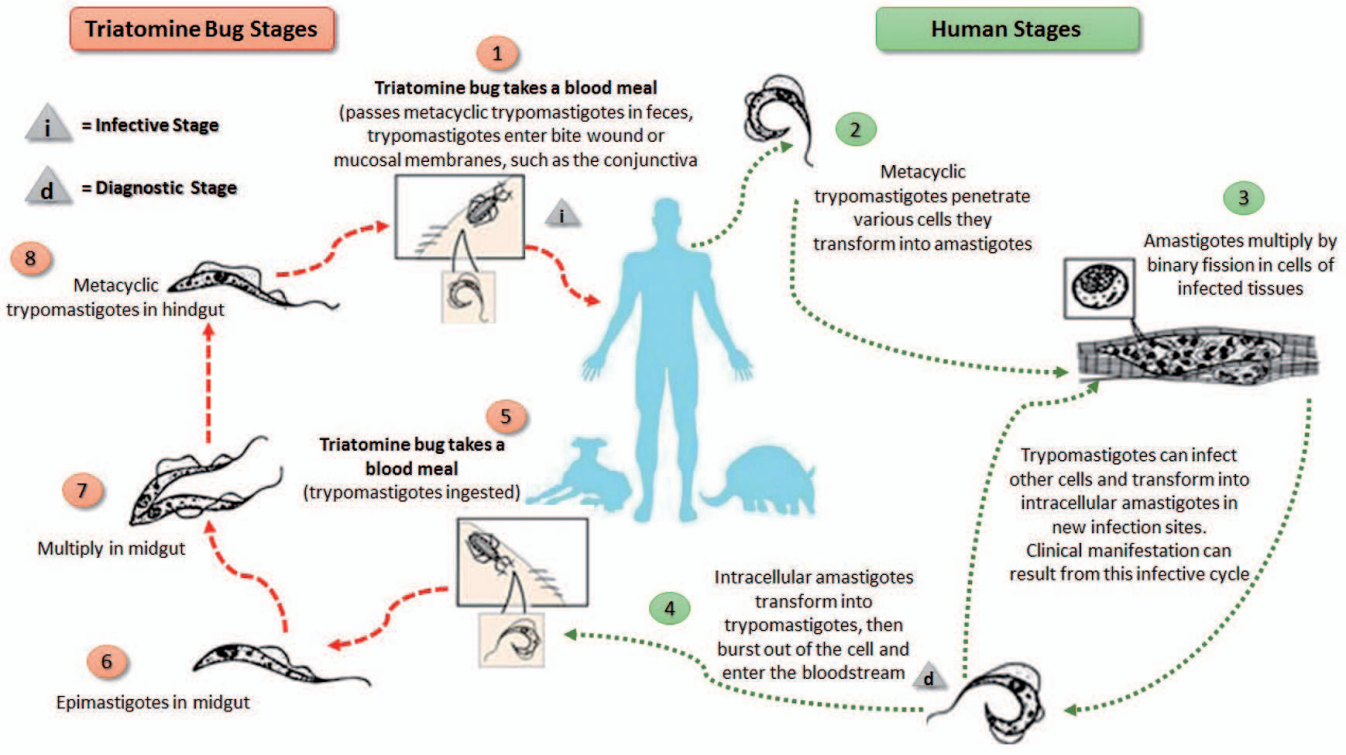 Triatomine Bug Stages
Human Stages
i
= Infective Stage
d
= Diagnostic Stage
1
Triatomine bug takes a blood meal
(passes metacyclic trypomastigotes in feces,
trypomastigotes enter bite wound or
mucosal membranes, such as the conjunctiva
i
2
Metacyclic
trypomastigotes penetrate
various cells they
transform into amastigotes
3
Amastigotes multiply by
binary fission in cells of
infected tissues
Trypomastigotes can infect
other cells and transform into
intracellular amastigotes in
new infection sites.
Clinical manifestation can
result from this infective cycle
4
Intracellular amastigotes
transform into
trypomastigotes, then
burst out of the cell and
enter the bloodstream
d
5
Triatomine bug takes a
blood meal
(trypomastigotes ingested)
6
Epimastigotes in midgut
7
Multiply in midgut
8
Metacyclic
trypomastigotes in hindgut